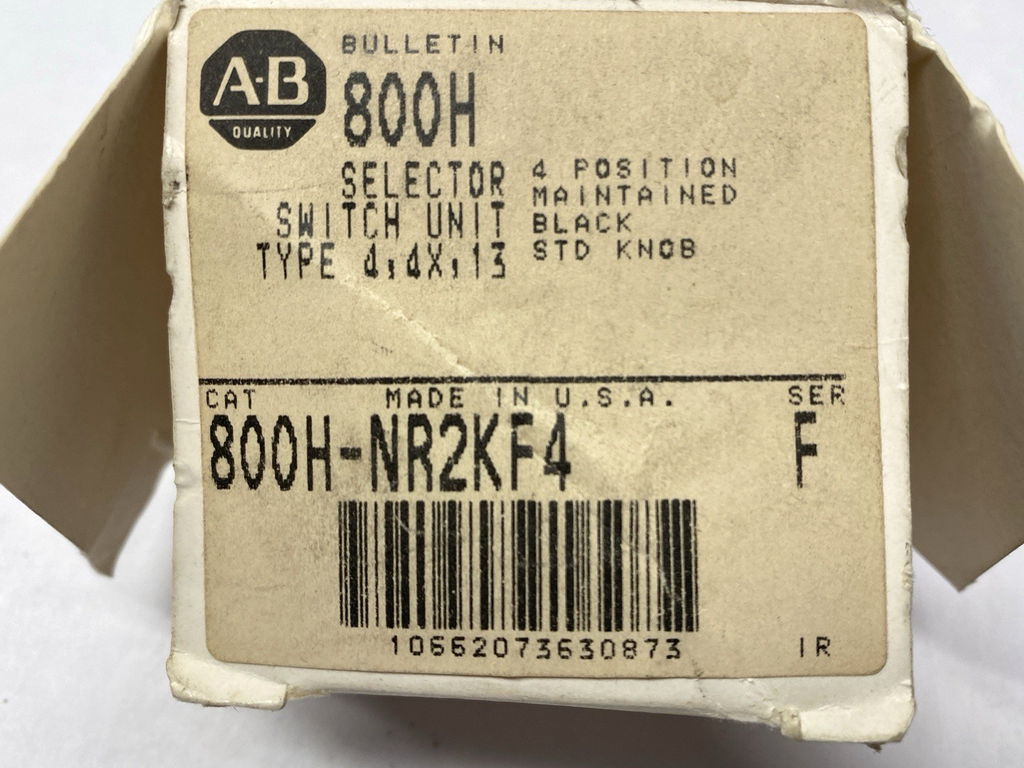 A-B
QUALITY
BULLETIN
800H
SELECTOR
SWITCH UNIT
TYPE 4,4X,13
4 POSITION
MAINTAINED
BLACK
STD KNOB
CAT MADE IN U.S.A. SER
800H-NR2KF4 F
10662073630873 IR